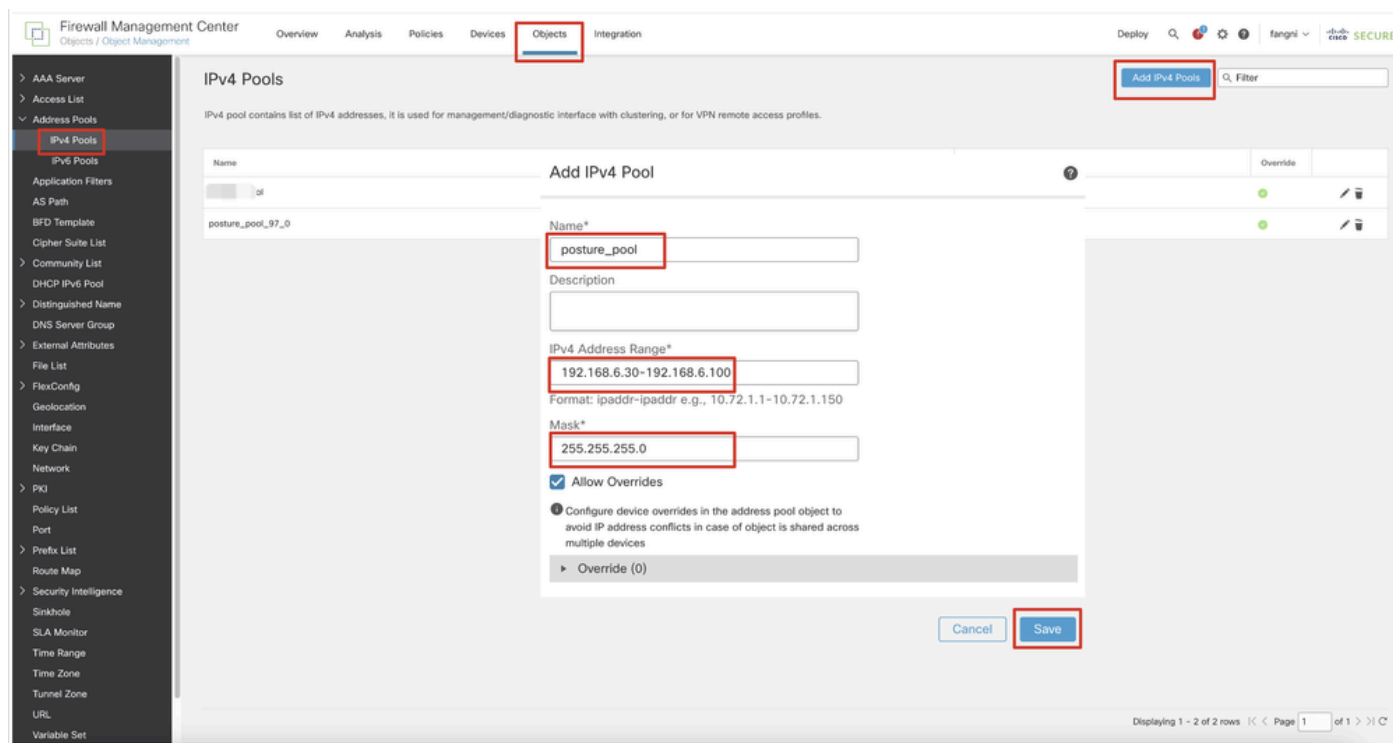 Firewall Management Center
Objects / Object Management
Overview
Analysis
Policies
Devices
Objects
Integration
Deploy
fangni
CISCO SECURE
AAA Server
Access List
Address Pools
IPv4 Pools
IPv6 Pools
Application Filters
AS Path
BFD Template
Cipher Suite List
Community List
DHCP IPv6 Pool
Distinguished Name
DNS Server Group
External Attributes
File List
FlexConfig
Geolocation
Interface
Key Chain
Network
PKI
Policy List
Port
Prefix List
Route Map
Security Intelligence
Sinkhole
SLA Monitor
Time Range
Time Zone
Tunnel Zone
URL
Variable Set
IPv4 Pools
Add IPv4 Pools
Filter
IPv4 pool contains list of IPv4 addresses, it is used for management/diagnostic interface with clustering, or for VPN remote access profiles.
Name
Override
ol
posture_pool_97_0
Add IPv4 Pool
Name*
posture_pool
Description
IPv4 Address Range*
192.168.6.30-192.168.6.100
Format: ipaddr-ipaddr e.g., 10.72.1.1-10.72.1.150
Mask*
255.255.255.0
Allow Overrides
Configure device overrides in the address pool object to
avoid IP address conflicts in case of object is shared across
multiple devices
Override (0)
Cancel
Save
Displaying 1 - 2 of 2 rows |< < Page 1 of 1 > >|